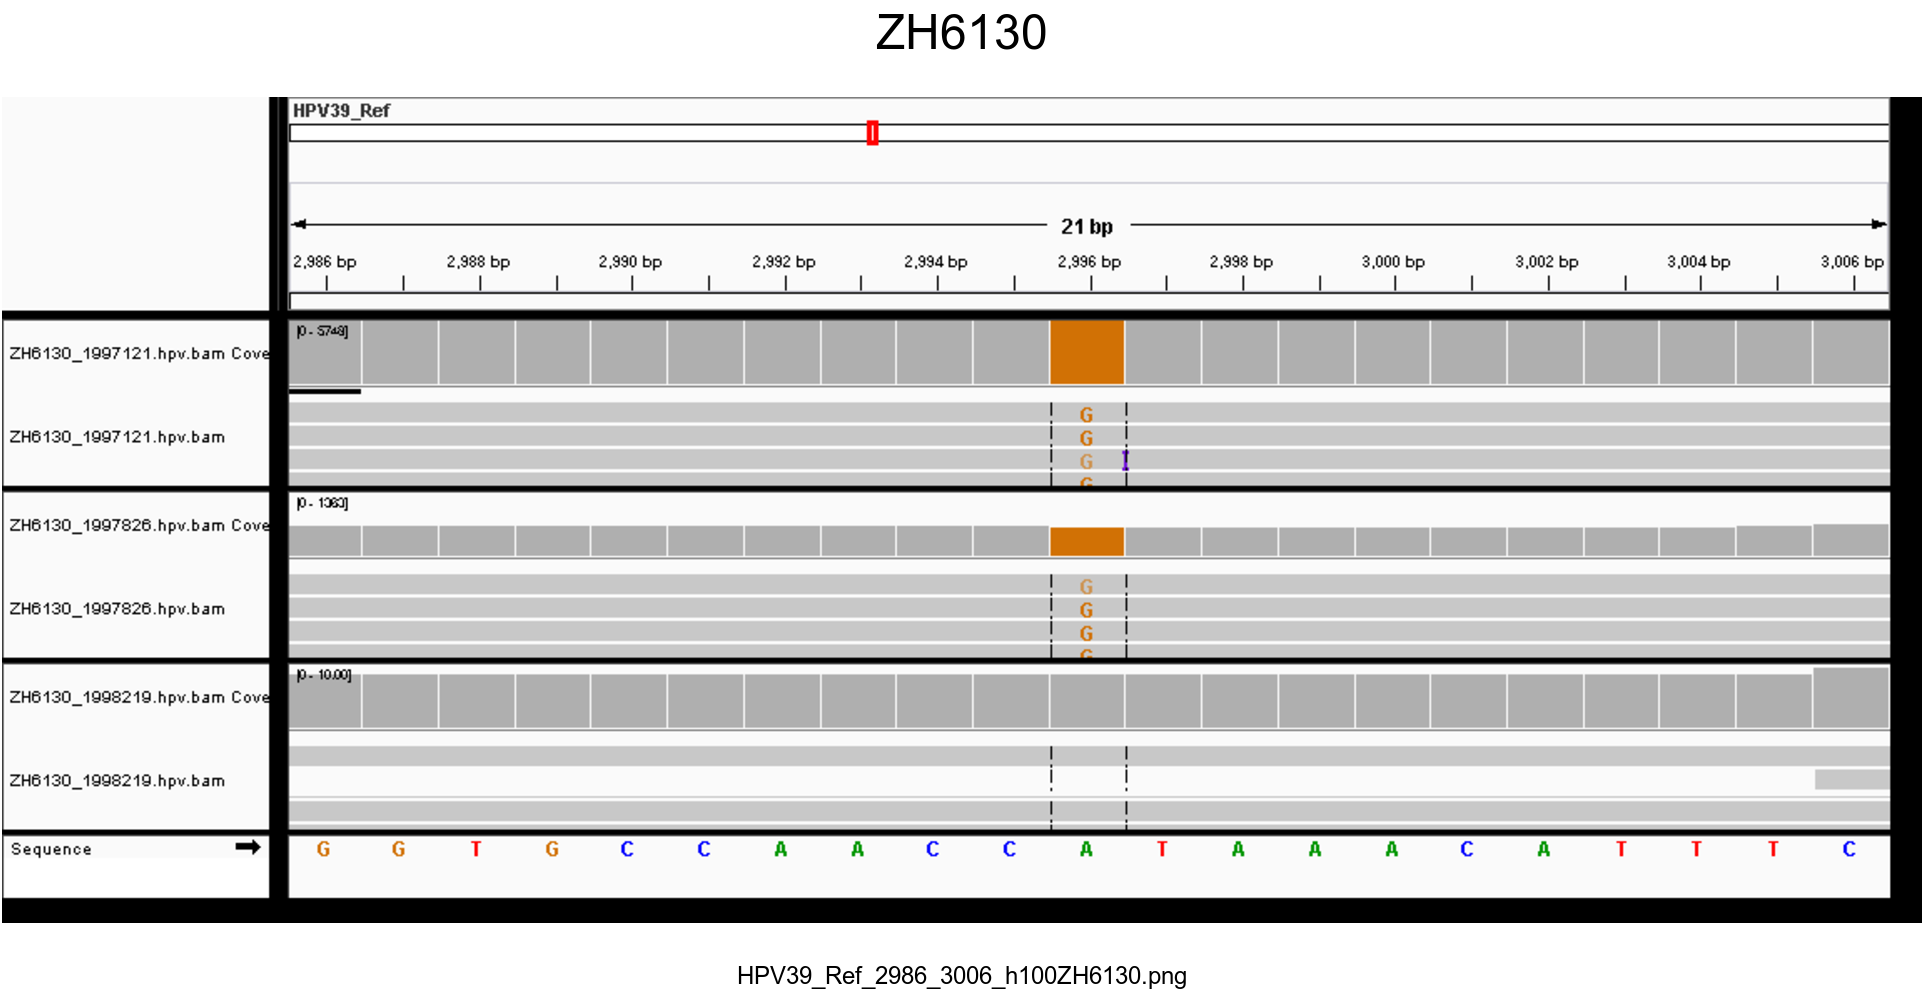 ZH6130
HPV39_Ref
21 bp
2,986 bp 2,988 bp 2,990 bp 2,992 bp 2,994 bp 2,996 bp 2,998 bp 3,000 bp 3,002 bp 3,004 bp 3,006 bp
[0 - 5748]
ZH6130_1997121.hpv.bam Cove
G
ZH6130_1997121.hpv.bam G
G I
G
[0 - 1363]
ZH6130_1997826.hpv.bam Cove
G
ZH6130_1997826.hpv.bam G
G
G
[0 - 10.00]
ZH6130_1998219.hpv.bam Cove
ZH6130_1998219.hpv.bam
Sequence G G T G C C A A C C A T A A A C A T T T C
HPV39_Ref_2986_3006_h100ZH6130.png